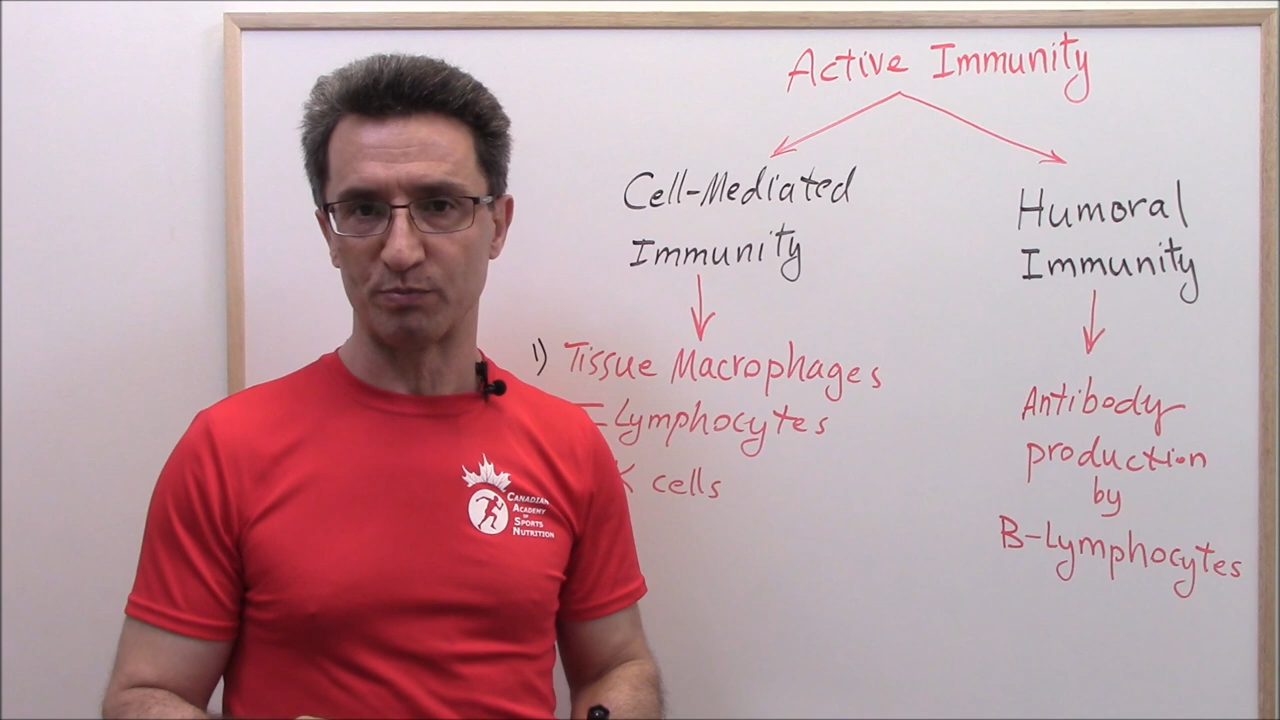 Active Immunity
Cell-Mediated
Immunity
1) Tissue Macrophages
Lymphocytes
cells
Humoral
Immunity
Antibody
production
by
B-Lymphocytes
CANADIAN
ACADEMY
OF
SPORTS
NUTRITION